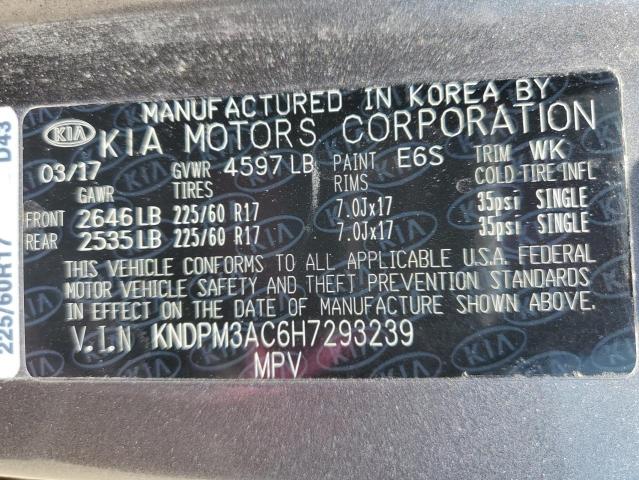 MANUFACTURED IN KOREA BY
KIA KIA MOTORS CORPORATION
03/17 GVWR 4597 LB PAINT E6S TRIM WK
GAWR TIRES RIMS COLD TIRE INFL
FRONT 2646 LB 225/60 R17 7.0Jx17 35psi SINGLE
REAR 2535 LB 225/60 R17 7.0Jx17 35psi SINGLE
THIS VEHICLE CONFORMS TO ALL APPLICABLE U.S.A. FEDERAL
MOTOR VEHICLE SAFETY AND THEFT PREVENTION STANDARDS
IN EFFECT ON THE DATE OF MANUFACTURE SHOWN ABOVE.
V.I.N KNDPM3AC6H7293239
MPV
225/60R17 D43